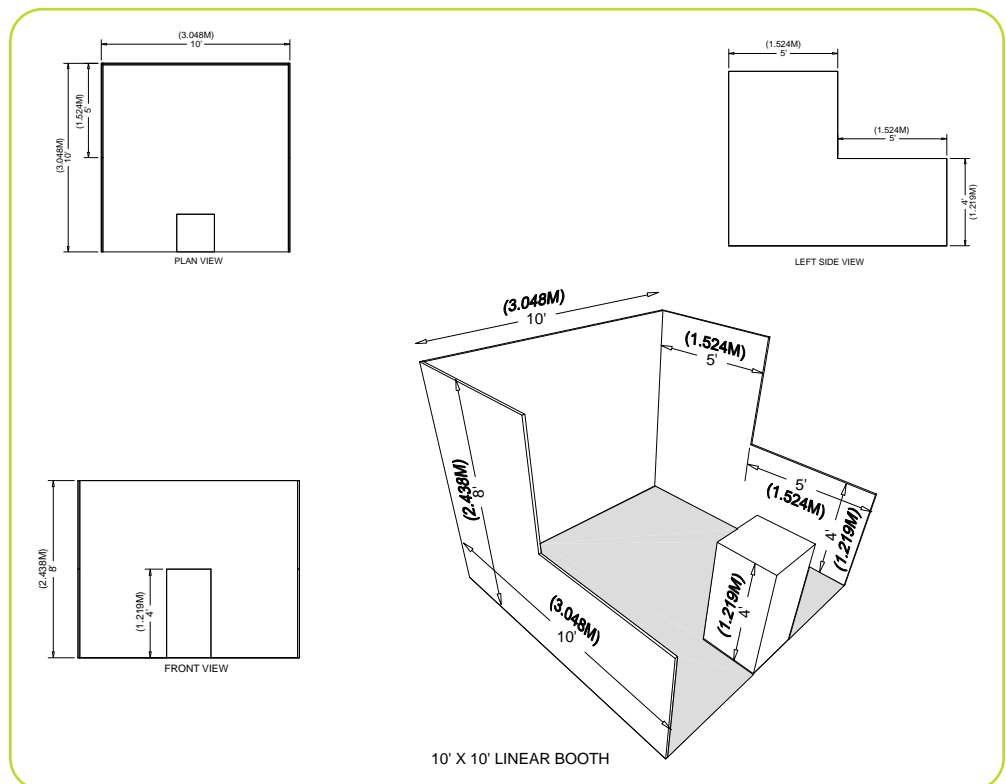 (3.048M)
10'
(1.524M)
5'
(3.048M)
10'
PLAN VIEW
(1.524M)
5'
(1.524M)
5'
4'
(1.219M)
LEFT SIDE VIEW
(3.048M)
10'
(1.524M)
5'
(2.438M)
8'
5'
(1.524M)
4'
(1.219M)
(1.219M)
4'
(3.048M)
10'
(2.438M)
8'
(1.219M)
4'
FRONT VIEW
10' X 10' LINEAR BOOTH